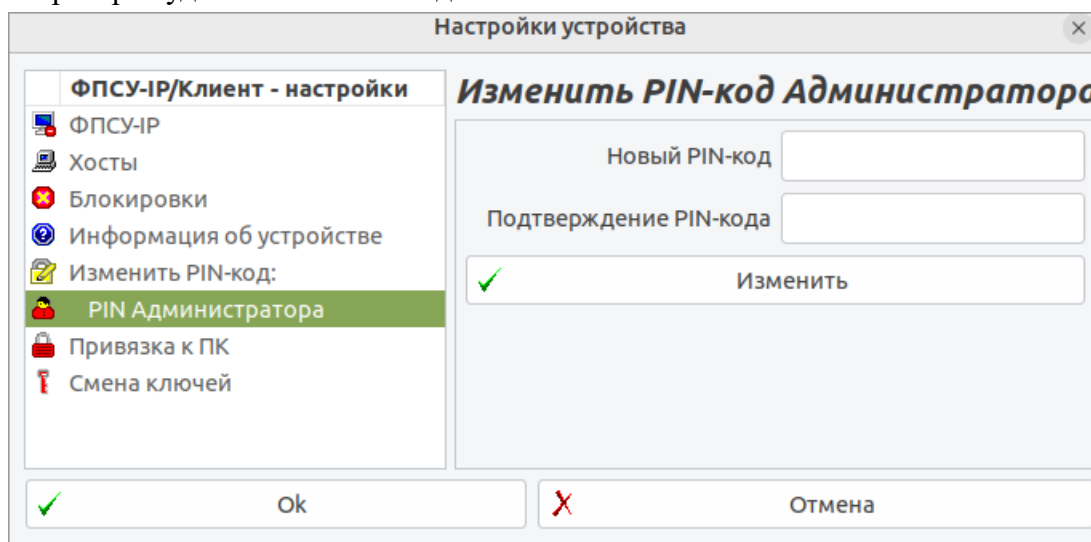 Настройки устройства
ФПСУ-IP/Клиент - настройки
ФПСУ-IP
Хосты
Блокировки
Информация об устройстве
Изменить PIN-код:
PIN Администратора
Привязка к ПК
Смена ключей
Изменить PIN-код Администратора
Новый PIN-код
Подтверждение PIN-кода
Изменить
Ok
Отмена